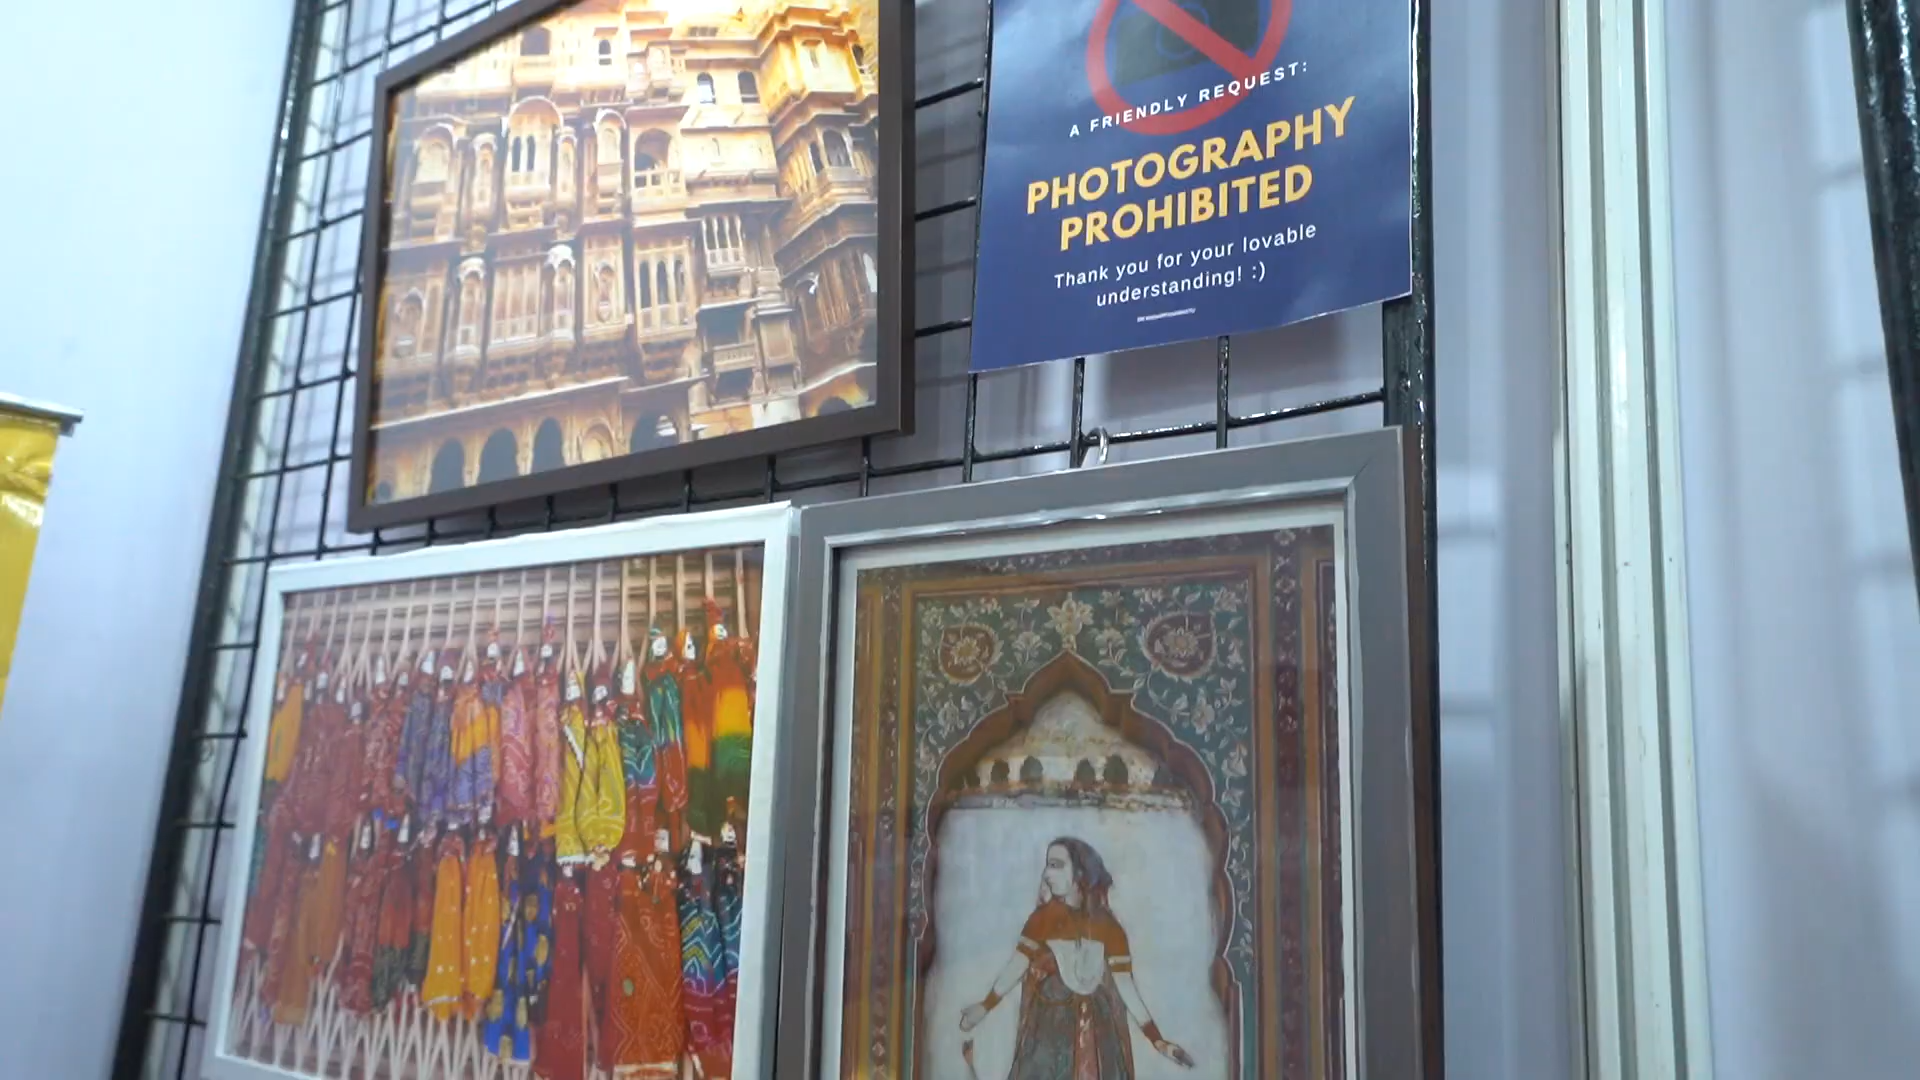 A FRIENDLY REQUEST:
PHOTOGRAPHY
PROHIBITED
Thank you for your lovable
understanding! :)